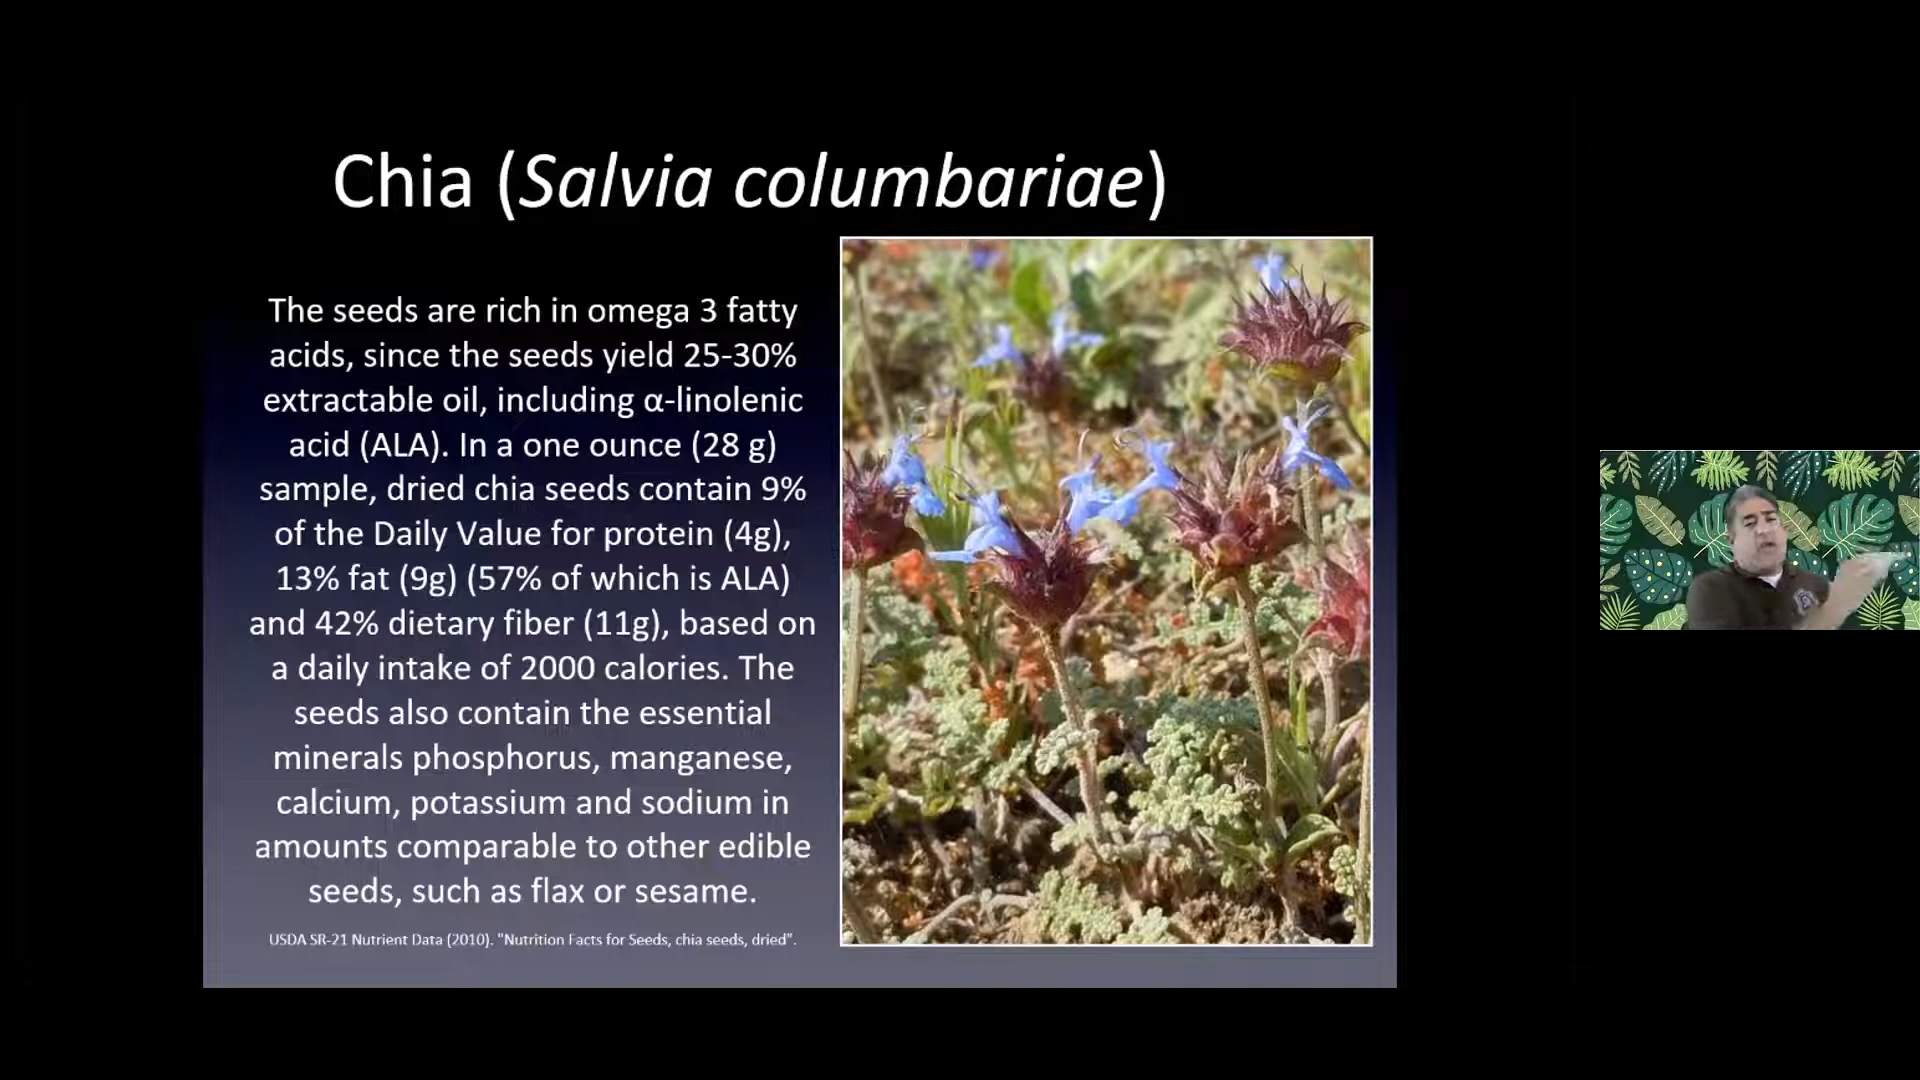 Chia (Salvia columbariae)
The seeds are rich in omega 3 fatty
acids, since the seeds yield 25-30%
extractable oil, including α-linolenic
acid (ALA). In a one ounce (28 g)
sample, dried chia seeds contain 9%
of the Daily Value for protein (4g),
13% fat (9g) (57% of which is ALA)
and 42% dietary fiber (11g), based on
a daily intake of 2000 calories. The
seeds also contain the essential
minerals phosphorus, manganese,
calcium, potassium and sodium in
amounts comparable to other edible
seeds, such as flax or sesame.
USDA SR-21 Nutrient Data (2010). "Nutrition Facts for Seeds, chia seeds, dried".